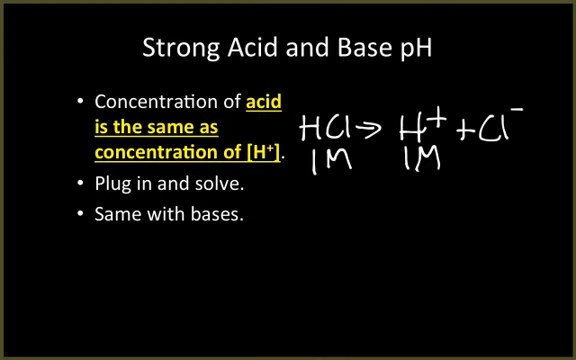 Strong Acid and Base pH
• Concentration of acid
is the same as
concentration of [H⁺].
• Plug in and solve.
• Same with bases.
HCl → H⁺ + Cl⁻
1M 1M